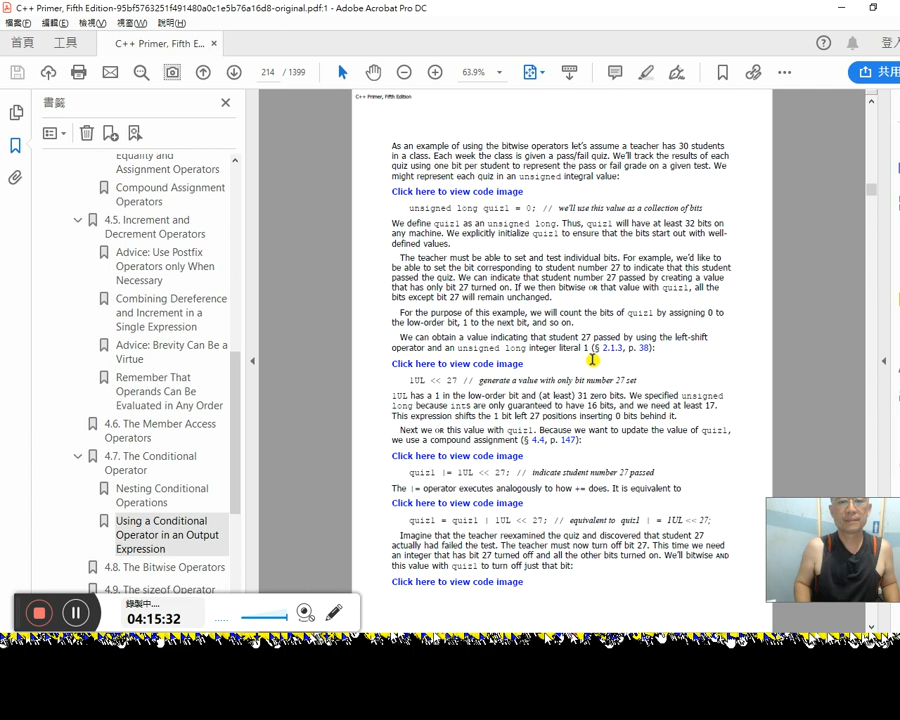 C++ Primer, Fifth Edition-95bf5763251f491480a0c1e5b76a16d8-original.pdf:1 - Adobe Acrobat Pro DC
檔案(F) 編輯(E) 檢視(V) 視窗(W) 說明(H)
首頁 工具 C++ Primer, Fifth E... × 登入
214 / 1399 63.9% 共用
書籤
Equality and
Assignment Operators
Compound Assignment
Operators
4.5. Increment and
Decrement Operators
Advice: Use Postfix
Operators only When
Necessary
Combining Dereference
and Increment in a
Single Expression
Advice: Brevity Can Be a
Virtue
Remember That
Operands Can Be
Evaluated in Any Order
4.6. The Member Access
Operators
4.7. The Conditional
Operator
Nesting Conditional
Operations
Using a Conditional
Operator in an Output
Expression
4.8. The Bitwise Operators
4.9. The sizeof Operator
C++ Primer, Fifth Edition
As an example of using the bitwise operators let's assume a teacher has 30 students
in a class. Each week the class is given a pass/fail quiz. We'll track the results of each
quiz using one bit per student to represent the pass or fail grade on a given test. We
might represent each quiz in an unsigned integral value:
Click here to view code image
unsigned long quiz1 = 0; // we'll use this value as a collection of bits
We define quiz1 as an unsigned long. Thus, quiz1 will have at least 32 bits on
any machine. We explicitly initialize quiz1 to ensure that the bits start out with well-
defined values.
The teacher must be able to set and test individual bits. For example, we'd like to
be able to set the bit corresponding to student number 27 to indicate that this student
passed the quiz. We can indicate that student number 27 passed by creating a value
that has only bit 27 turned on. If we then bitwise OR that value with quiz1, all the
bits except bit 27 will remain unchanged.
For the purpose of this example, we will count the bits of quiz1 by assigning 0 to
the low-order bit, 1 to the next bit, and so on.
We can obtain a value indicating that student 27 passed by using the left-shift
operator and an unsigned long integer literal 1 (§ 2.1.3, p. 38):
Click here to view code image
1UL << 27 // generate a value with only bit number 27 set
1UL has a 1 in the low-order bit and (at least) 31 zero bits. We specified unsigned
long because ints are only guaranteed to have 16 bits, and we need at least 17.
This expression shifts the 1 bit left 27 positions inserting 0 bits behind it.
Next we OR this value with quiz1. Because we want to update the value of quiz1,
we use a compound assignment (§ 4.4, p. 147):
Click here to view code image
quiz1 |= 1UL << 27; // indicate student number 27 passed
The |= operator executes analogously to how += does. It is equivalent to
Click here to view code image
quiz1 = quiz1 | 1UL << 27; // equivalent to quiz1 | = 1UL << 27;
Imagine that the teacher reexamined the quiz and discovered that student 27
actually had failed the test. The teacher must now turn off bit 27. This time we need
an integer that has bit 27 turned off and all the other bits turned on. We'll bitwise AND
this value with quiz1 to turn off just that bit:
Click here to view code image
錄製中....
04:15:32